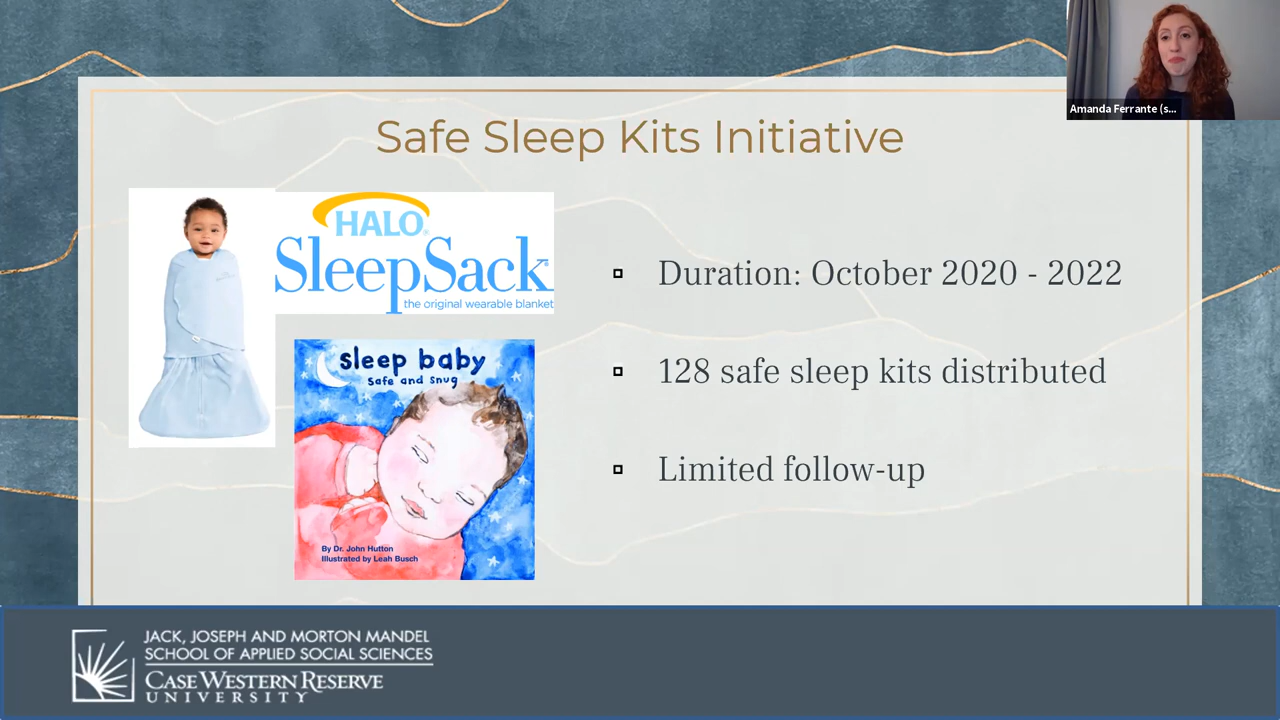 Amanda Ferrante (s...
Safe Sleep Kits Initiative
HALO®
SleepSack®
the original wearable blanket
sleep baby
safe and snug
By Dr. John Hutton
Illustrated by Leah Busch
Duration: October 2020 - 2022
128 safe sleep kits distributed
Limited follow-up
JACK, JOSEPH AND MORTON MANDEL
SCHOOL OF APPLIED SOCIAL SCIENCES
CASE WESTERN RESERVE
UNIVERSITY